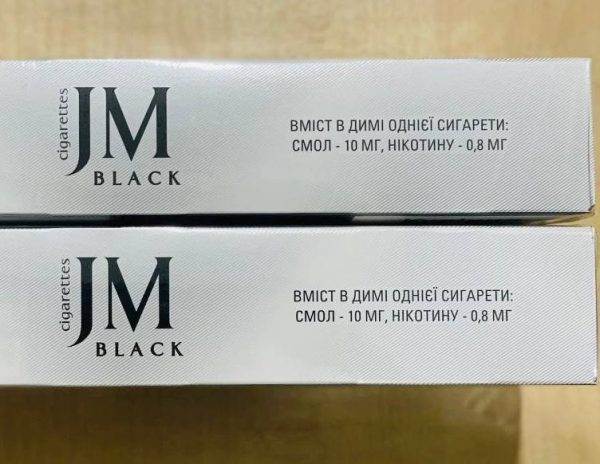 cigarettes
JM
BLACK
ВМІСТ В ДИМІ ОДНІЄЇ СИГАРЕТИ:
СМОЛ - 10 МГ, НІКОТИНУ - 0,8 МГ
cigarettes
JM
BLACK
ВМІСТ В ДИМІ ОДНІЄЇ СИГАРЕТИ:
СМОЛ - 10 МГ, НІКОТИНУ - 0,8 МГ